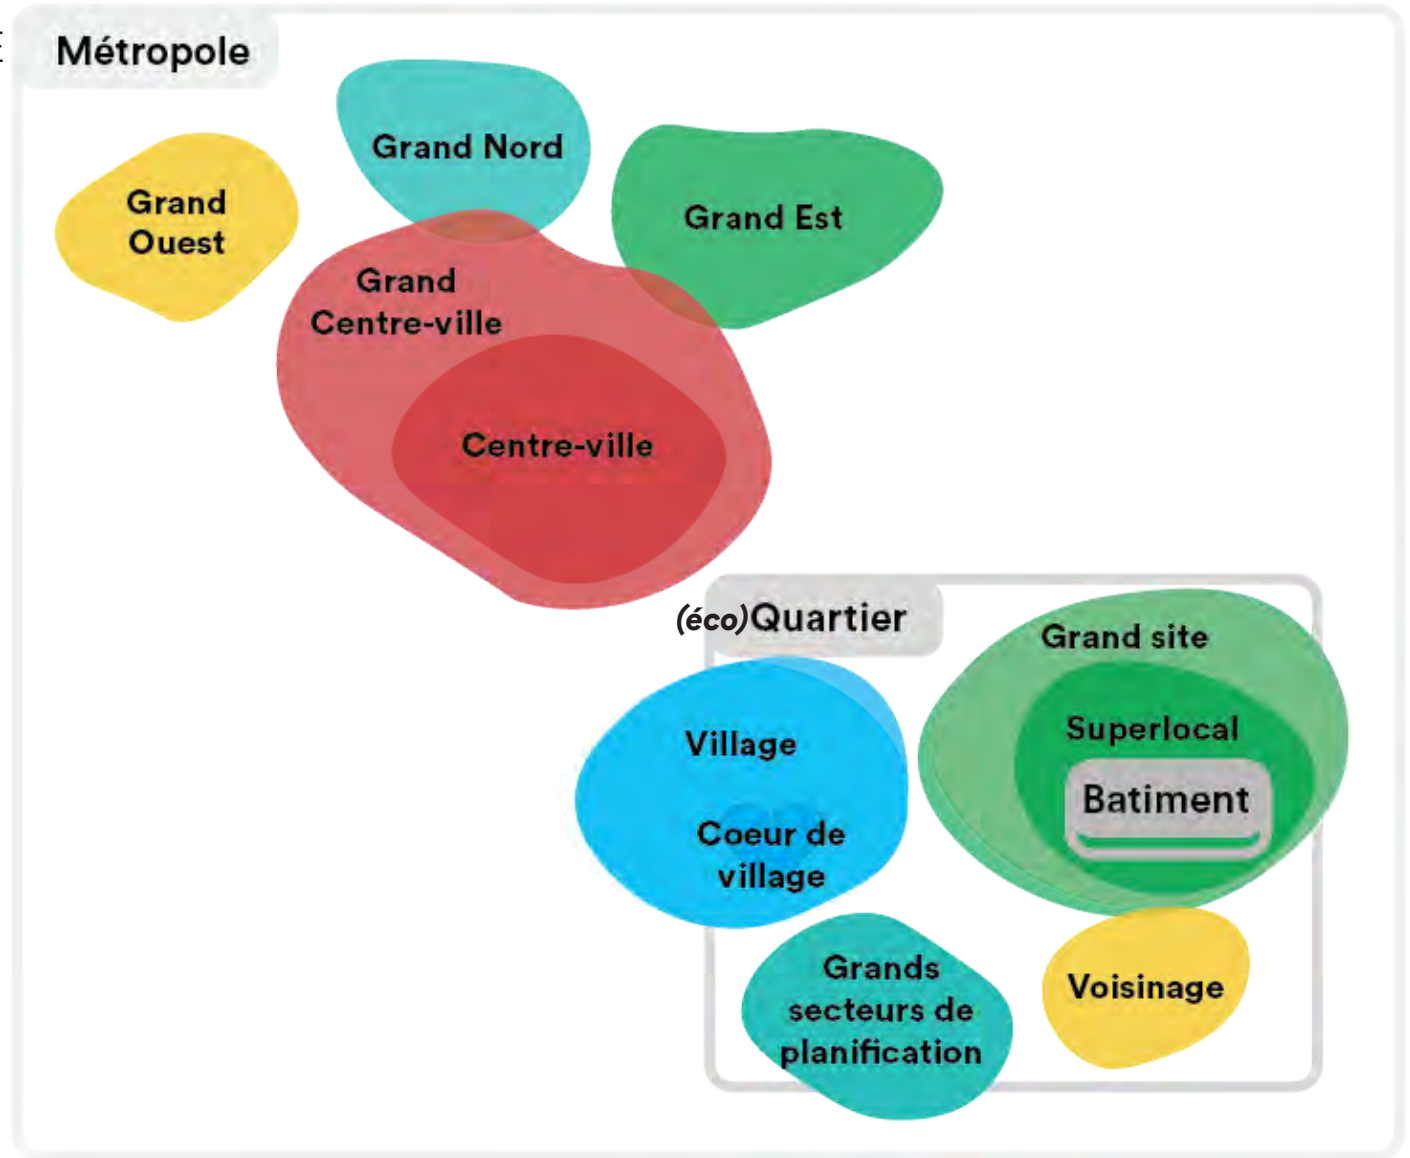 Métropole
Grand Nord
Grand
Ouest
Grand Est
Grand
Centre-ville
Centre-ville
(éco)Quartier
Grand site
Superlocal
Batiment
Village
Coeur de
village
Grands
secteurs de
planification
Voisinage